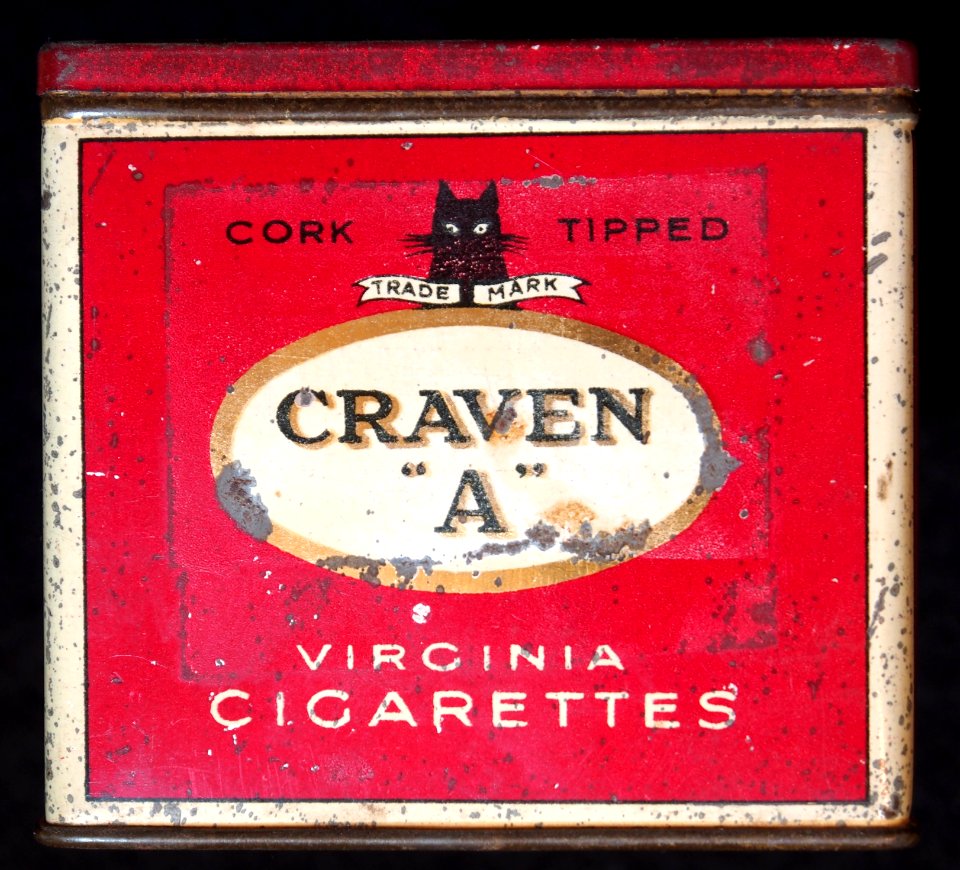 CORK TIPPED
TRADE MARK
CRAVEN
“A”
VIRGINIA
CIGARETTES